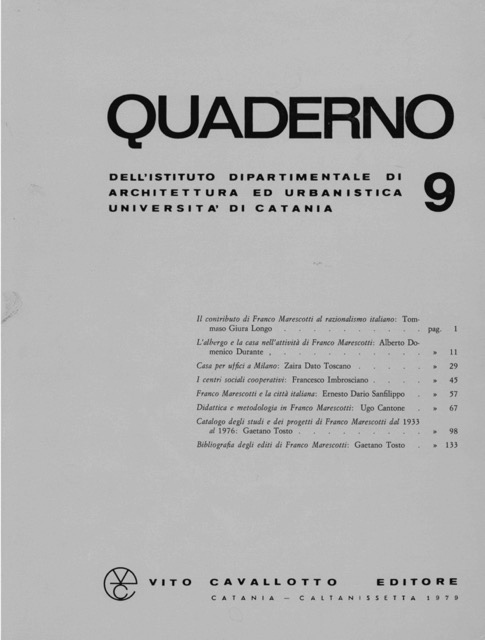 QUADERNO
DELL'ISTITUTO DIPARTIMENTALE DI
ARCHITETTURA ED URBANISTICA
UNIVERSITA' DI CATANIA
9
Il contributo di Franco Marescotti al razionalismo italiano: Tom-
maso Giura Longo . . . . . . . . . pag. 1
L'albergo e la casa nell'attività di Franco Marescotti: Alberto Do-
menico Durante , . . . . . . . . . » 11
Casa per uffici a Milano: Zaira Dato Toscano . . . . . » 29
I centri sociali cooperativi: Francesco Imbrosciano . . . . » 45
Franco Marescotti e la città italiana: Ernesto Dario Sanfilippo . » 57
Didattica e metodologia in Franco Marescotti: Ugo Cantone . » 67
Catalogo degli studi e dei progetti di Franco Marescotti dal 1933
al 1976: Gaetano Tosto . . . . . . . . » 98
Bibliografia degli editi di Franco Marescotti: Gaetano Tosto . » 133
VC
VITO CAVALLOTTO EDITORE
CATANIA — CALTANISSETTA 1979